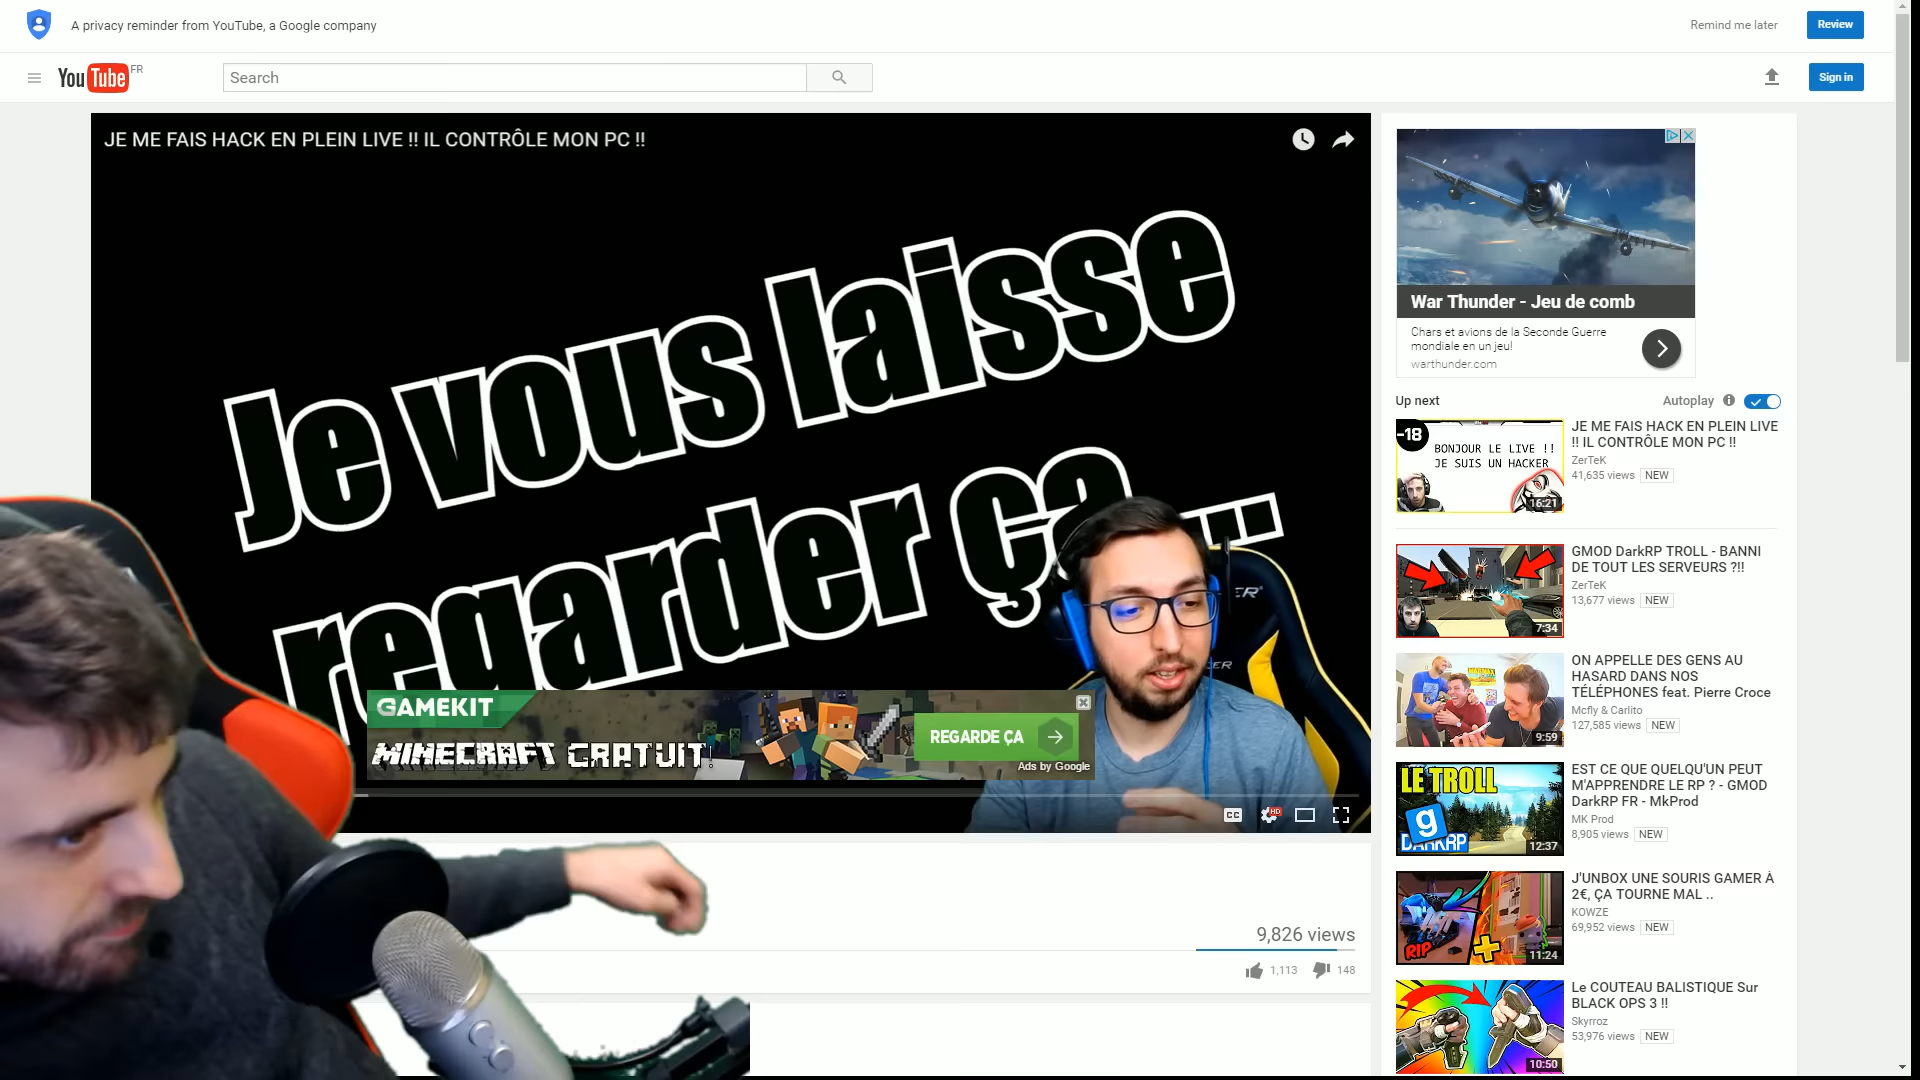 A privacy reminder from YouTube, a Google company
Remind me later
Review
YouTube FR
Search
Sign in
JE ME FAIS HACK EN PLEIN LIVE !! IL CONTRÔLE MON PC !!
Je vous laisse
regarder ça...
GAMEKIT
MINECRAFT GRATUIT!
REGARDE ÇA
Ads by Google
CC
HD
9,826 views
1,113
148
War Thunder - Jeu de comb
Chars et avions de la Seconde Guerre
mondiale en un jeu!
warthunder.com
Up next
Autoplay
-18
BONJOUR LE LIVE !!
JE SUIS UN HACKER
16:21
JE ME FAIS HACK EN PLEIN LIVE
!! IL CONTRÔLE MON PC !!
ZerTeK
41,635 views NEW
7:34
GMOD DarkRP TROLL - BANNI
DE TOUT LES SERVEURS ?!!
ZerTeK
13,677 views NEW
9:59
ON APPELLE DES GENS AU
HASARD DANS NOS
TÉLÉPHONES feat. Pierre Croce
Mcfly & Carlito
127,585 views NEW
LE TROLL
g
DARKRP
12:37
EST CE QUE QUELQU'UN PEUT
M'APPRENDRE LE RP ? - GMOD
DarkRP FR - MkProd
MK Prod
8,905 views NEW
RIP
11:24
J'UNBOX UNE SOURIS GAMER À
2€, ÇA TOURNE MAL ..
KOWZE
69,952 views NEW
10:50
Le COUTEAU BALISTIQUE Sur
BLACK OPS 3 !!
Skyrroz
53,976 views NEW